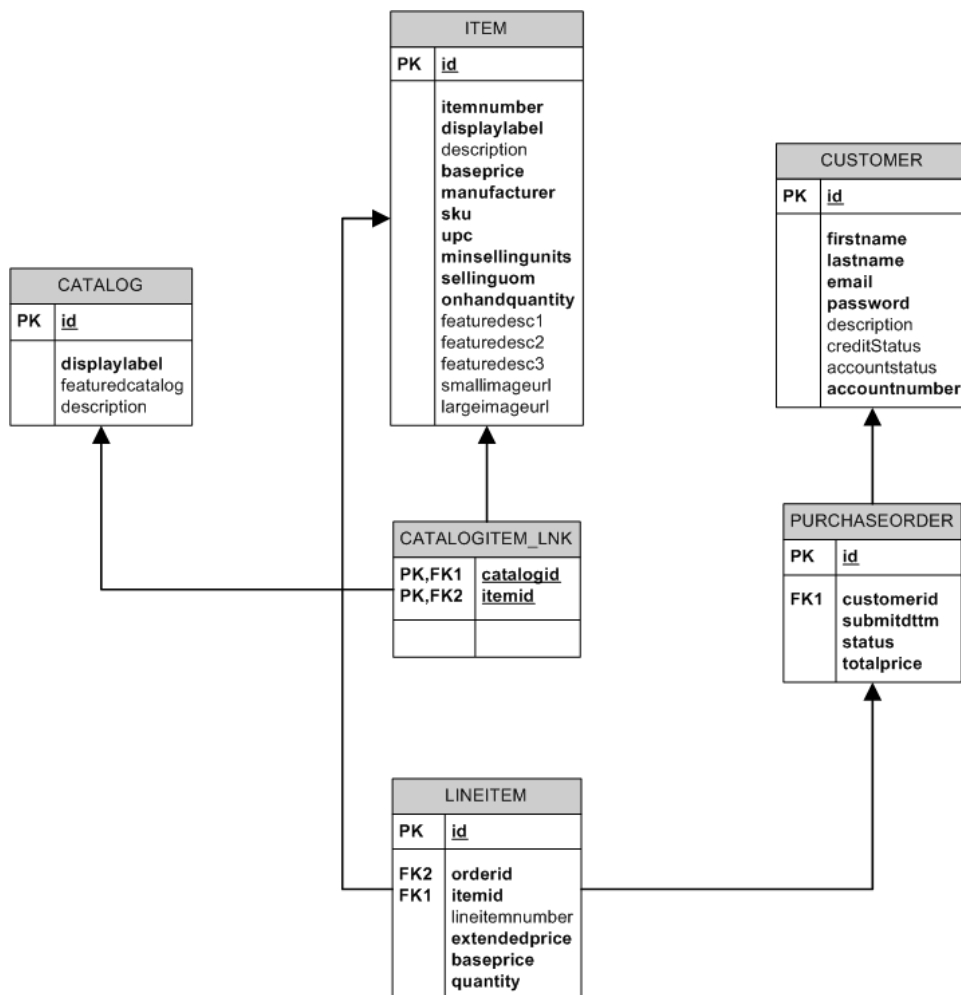 ITEM
PK id
itemnumber
displaylabel
description
baseprice
manufacturer
sku
upc
minsellingunits
sellinguom
onhandquantity
featuredesc1
featuredesc2
featuredesc3
smallimageurl
largeimageurl
CUSTOMER
PK id
firstname
lastname
email
password
description
creditStatus
accountstatus
accountnumber
CATALOG
PK id
displaylabel
featuredcatalog
description
CATALOGITEM_LNK
PK,FK1 catalogid
PK,FK2 itemid
PURCHASEORDER
PK id
FK1 customerid
submitdttm
status
totalprice
LINEITEM
PK id
FK2 orderid
FK1 itemid
lineitemnumber
extendedprice
baseprice
quantity